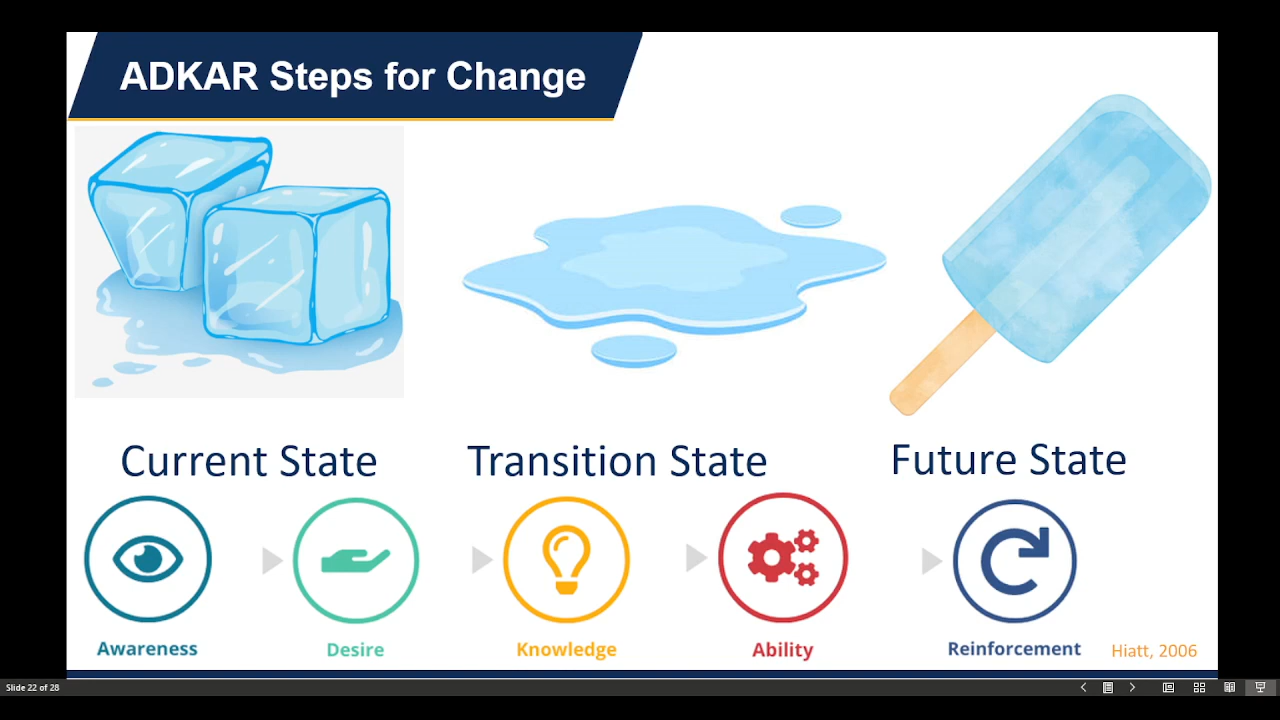 ADKAR Steps for Change
Current State
Transition State
Future State
Awareness
Desire
Knowledge
Ability
Reinforcement
Hiatt, 2006
Slide 22 of 28